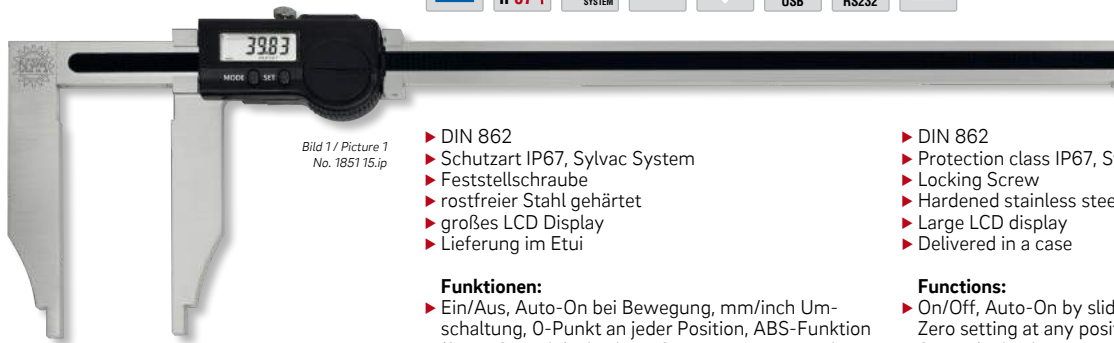 SYSTEM
USB
RS232
39.83
MODE SET
Bild 1 / Picture 1
No. 1851 15.ip
▶ DIN 862
▶ Schutzart IP67, Sylvac System
▶ Feststellschraube
▶ rostfreier Stahl gehärtet
▶ großes LCD Display
▶ Lieferung im Etui
Funktionen:
▶ Ein/Aus, Auto-On bei Bewegung, mm/inch Um-
schaltung, 0-Punkt an jeder Position, ABS-Funktion
▶ DIN 862
▶ Protection class IP67,
▶ Locking Screw
▶ Hardened stainless
▶ Large LCD display
▶ Delivered in a case
Functions:
▶ On/Off, Auto-On by
Zero setting at any